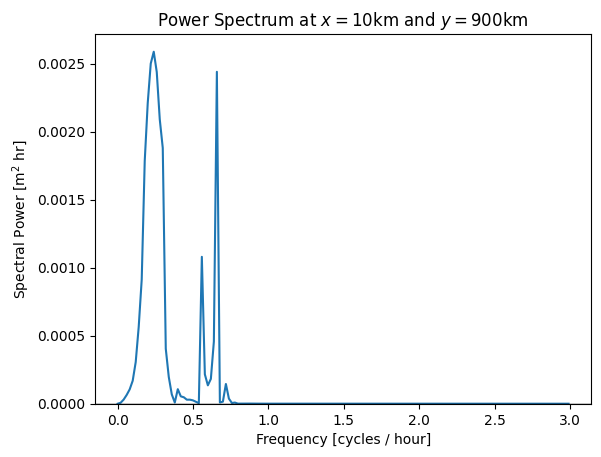 Power Spectrum at x = 10km and y = 900km
Spectral Power [m² hr]
0.0025
0.0020
0.0015
0.0010
0.0005
0.0000
0.0 0.5 1.0 1.5 2.0 2.5 3.0
Frequency [cycles / hour]